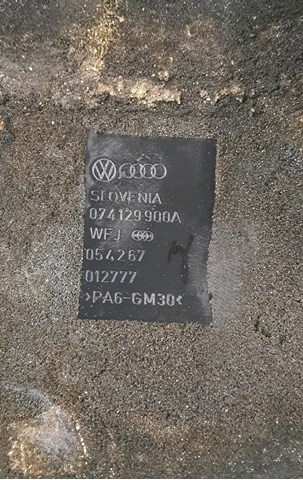 SLOVENIA
074129900A
WFJ
054267
012777
>PA6-GM30<